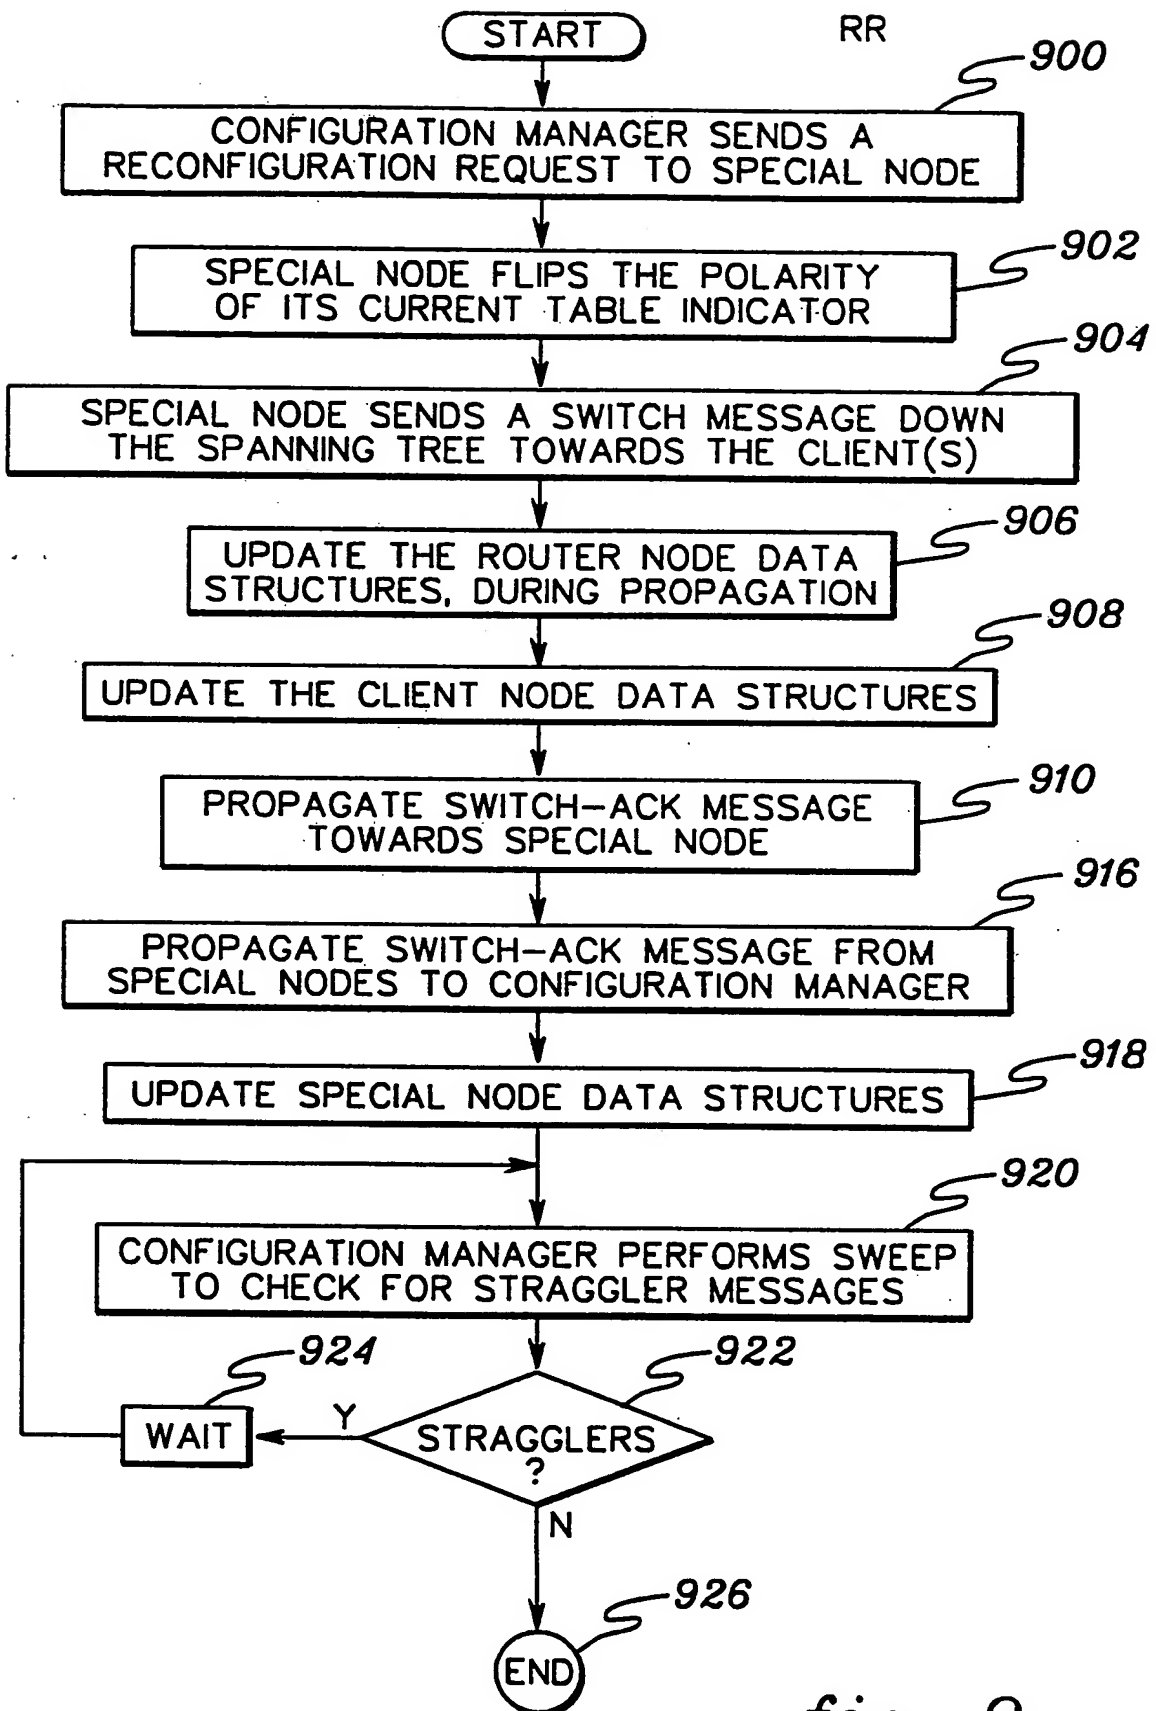 START
RR
900
CONFIGURATION MANAGER SENDS A
RECONFIGURATION REQUEST TO SPECIAL NODE
902
SPECIAL NODE FLIPS THE POLARITY
OF ITS CURRENT TABLE INDICATOR
904
SPECIAL NODE SENDS A SWITCH MESSAGE DOWN
THE SPANNING TREE TOWARDS THE CLIENT(S)
906
UPDATE THE ROUTER NODE DATA
STRUCTURES, DURING PROPAGATION
908
UPDATE THE CLIENT NODE DATA STRUCTURES
910
PROPAGATE SWITCH-ACK MESSAGE
TOWARDS SPECIAL NODE
916
PROPAGATE SWITCH-ACK MESSAGE FROM
SPECIAL NODES TO CONFIGURATION MANAGER
918
UPDATE SPECIAL NODE DATA STRUCTURES
920
CONFIGURATION MANAGER PERFORMS SWEEP
TO CHECK FOR STRAGGLER MESSAGES
924
922
WAIT
Y
STRAGGLERS
?
N
926
END